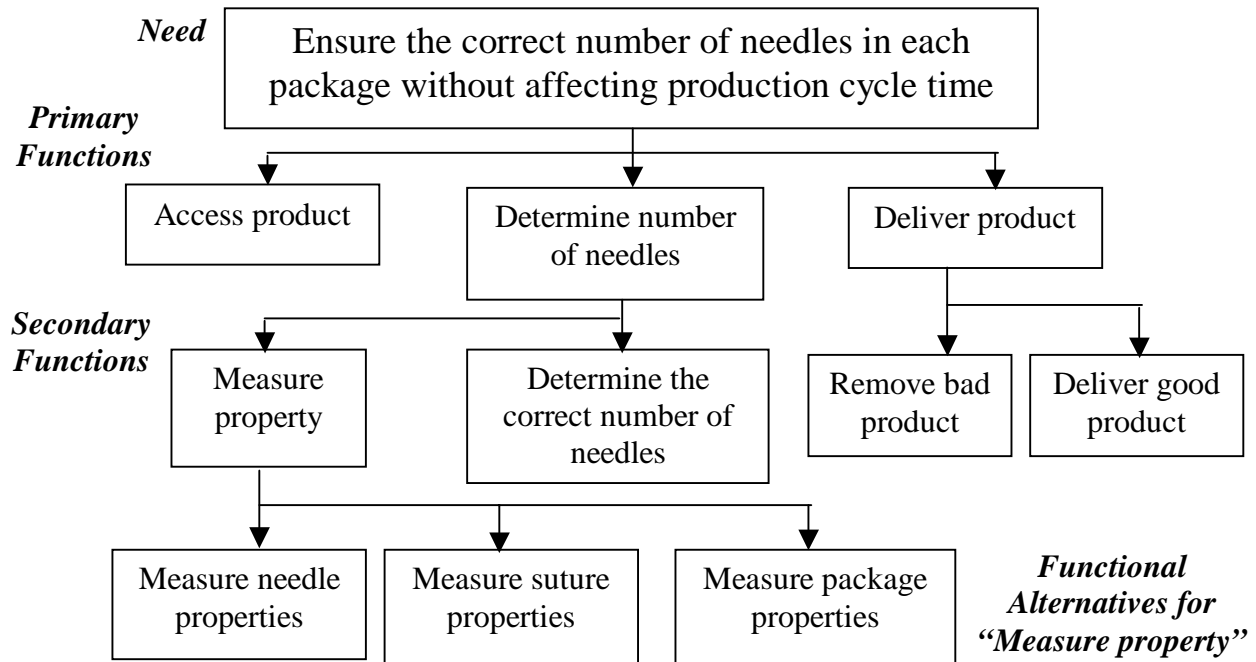 Need
Ensure the correct number of needles in each
package without affecting production cycle time
Primary
Functions
Access product
Determine number
of needles
Deliver product
Secondary
Functions
Measure
property
Determine the
correct number of
needles
Remove bad
product
Deliver good
product
Measure needle
properties
Measure suture
properties
Measure package
properties
Functional
Alternatives for
“Measure property”